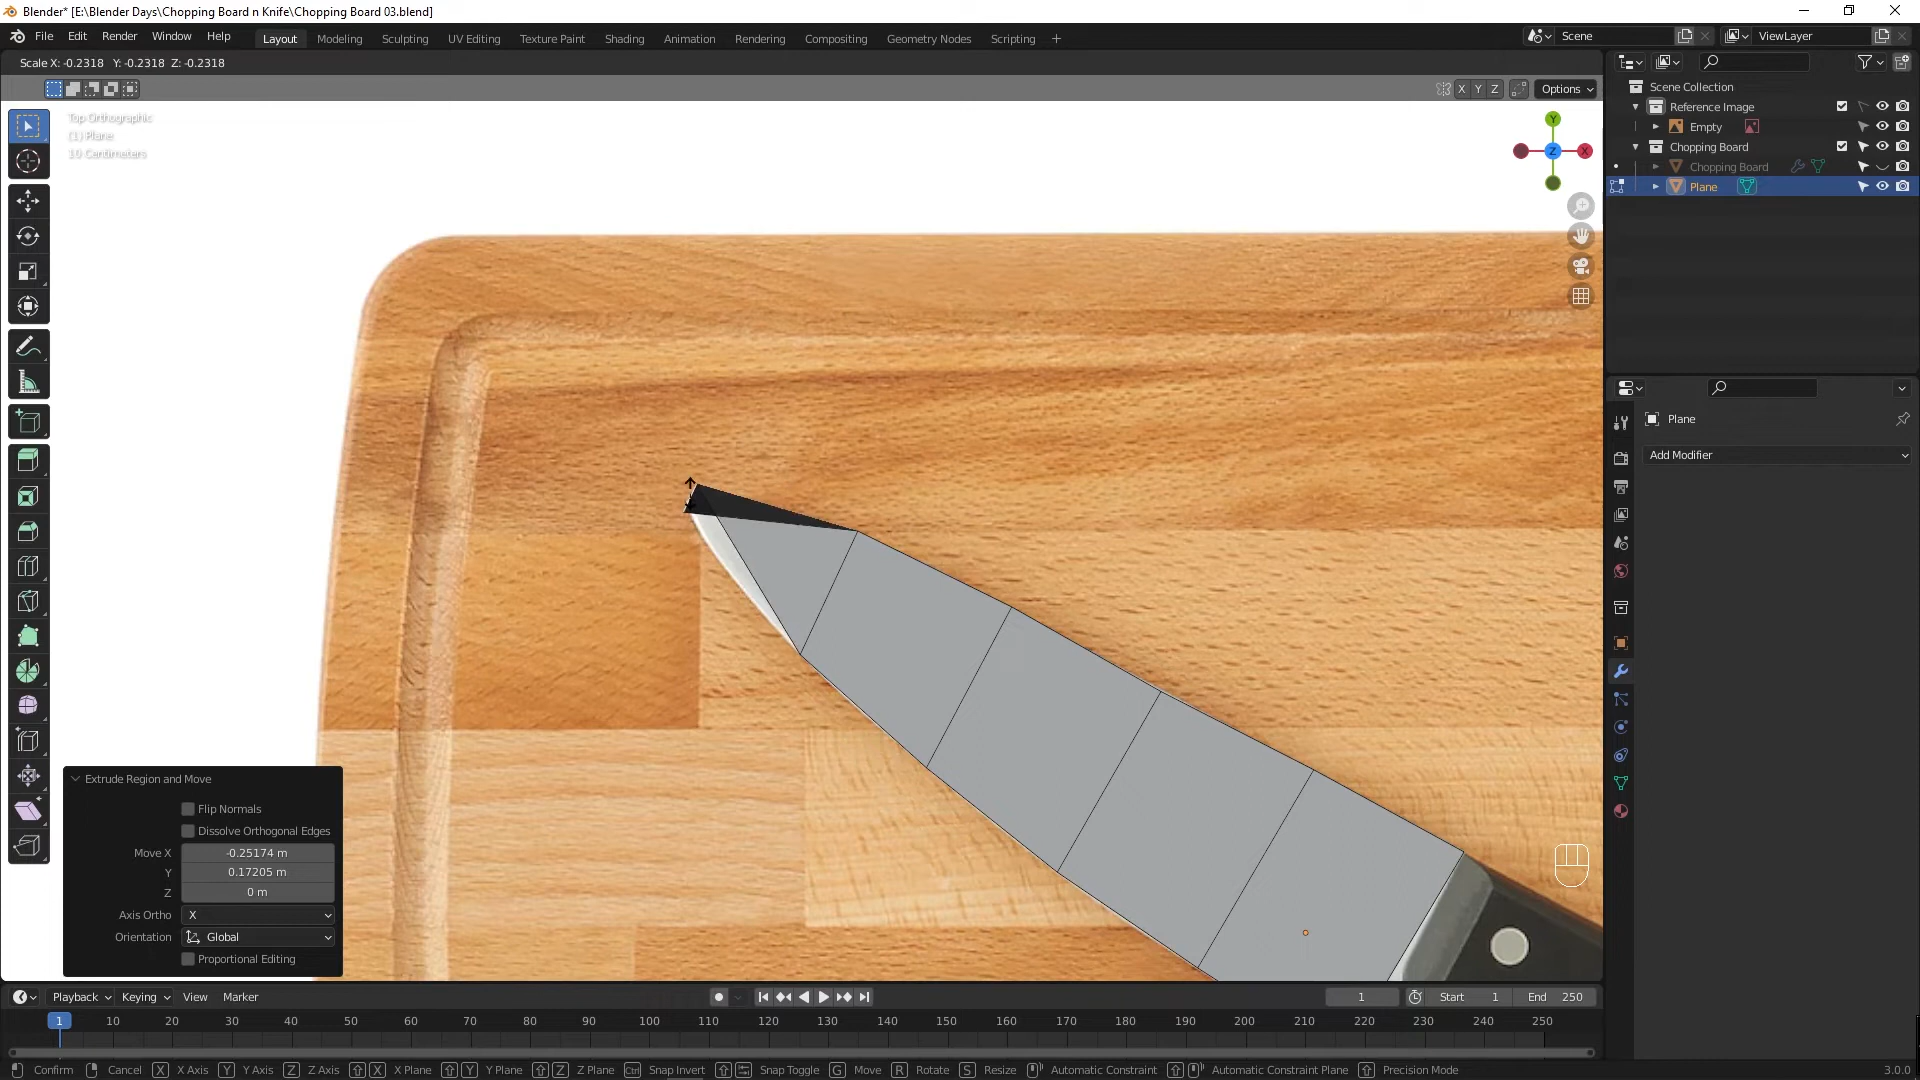 Blender* [E:\Blender Days\Chopping Board n Knife\Chopping Board 03.blend]
File Edit Render Window Help Layout Modeling Sculpting UV Editing Texture Paint Shading Animation Rendering Compositing Geometry Nodes Scripting + Scene ViewLayer
Scale X: -0.2318 Y: -0.2318 Z: -0.2318
X Y Z Options
Top Orthographic
(1) Plane
10 Centimeters
Y
Z X
Scene Collection
Reference Image
Empty
Chopping Board
Chopping Board
Plane
Plane
Add Modifier
Extrude Region and Move
Flip Normals
Dissolve Orthogonal Edges
Move X -0.25174 m
Y 0.17205 m
Z 0 m
Axis Ortho X
Orientation Global
Proportional Editing
Playback Keying View Marker 1 Start 1 End 250
1 10 20 30 40 50 60 70 80 90 100 110 120 130 140 150 160 170 180 190 200 210 220 230 240 250
Confirm Cancel X X Axis Y Y Axis Z Z Axis X X Plane Y Y Plane Z Z Plane Ctrl Snap Invert Snap Toggle G Move R Rotate S Resize Automatic Constraint Automatic Constraint Plane Precision Mode 3.0.0